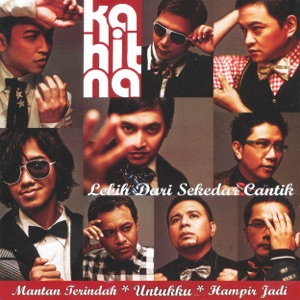 ka
hit
na
Lebih Dari Sekedar Cantik
Mantan Terindah * Untukku * Hampir Jadi